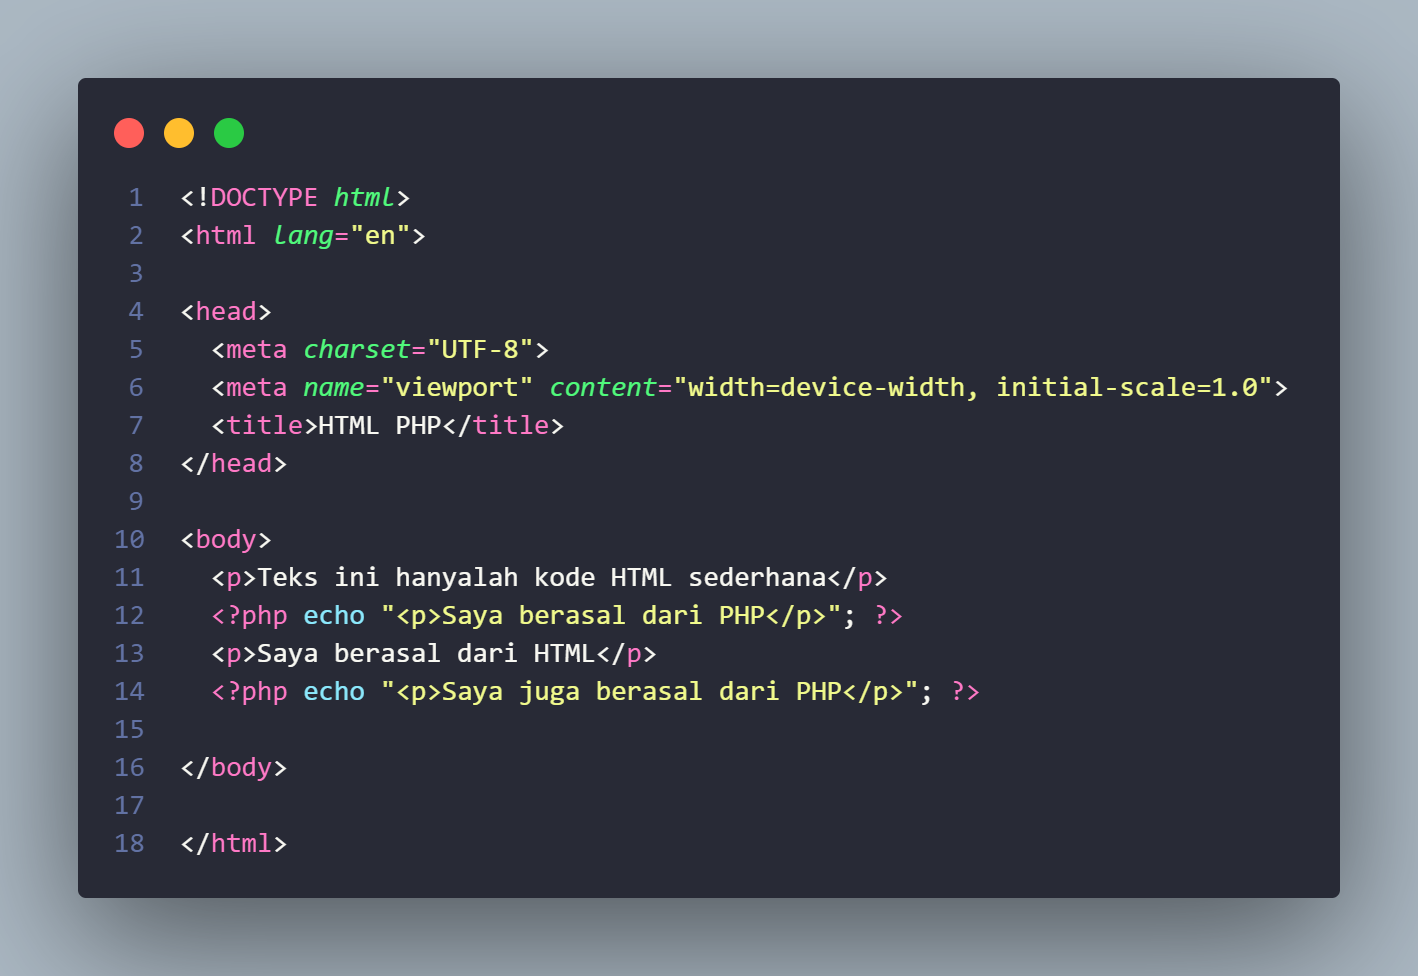 1 <!DOCTYPE html>
2 <html lang="en">
3
4 <head>
5   <meta charset="UTF-8">
6   <meta name="viewport" content="width=device-width, initial-scale=1.0">
7   <title>HTML PHP</title>
8 </head>
9
10 <body>
11   <p>Teks ini hanyalah kode HTML sederhana</p>
12   <?php echo "<p>Saya berasal dari PHP</p>"; ?>
13   <p>Saya berasal dari HTML</p>
14   <?php echo "<p>Saya juga berasal dari PHP</p>"; ?>
15
16 </body>
17
18 </html>